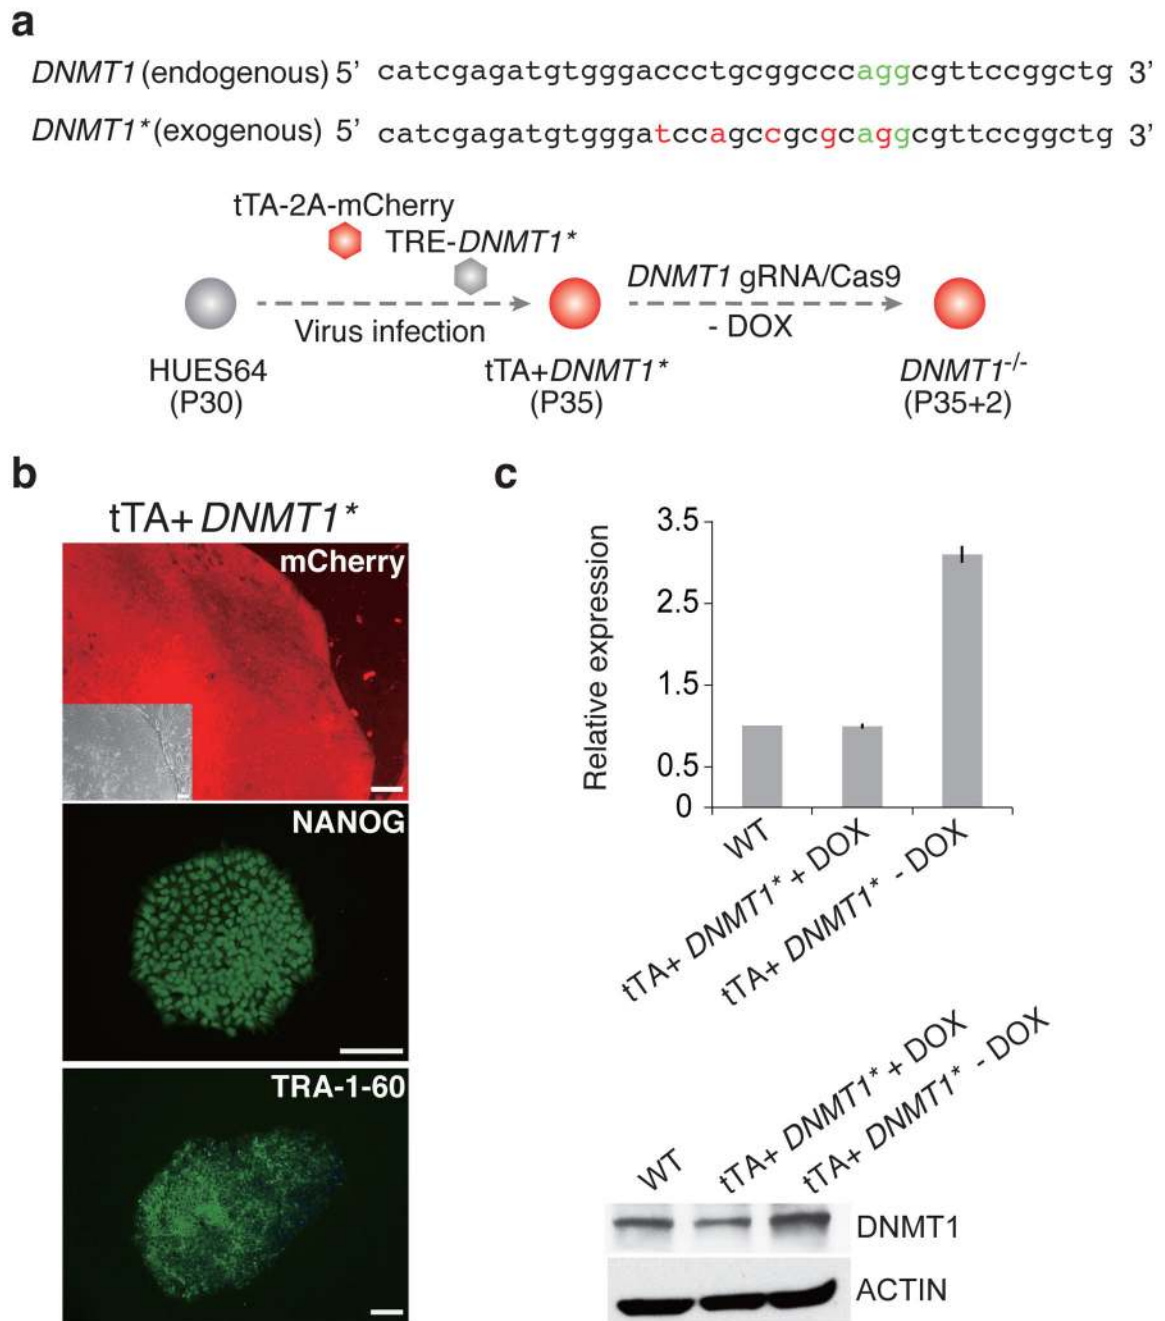 a
DNMT1 (endogenous) 5’ catcgagatgtgggaccctgcggcccaggcgttccggctg 3’
DNMT1* (exogenous) 5’ catcgagatgtgggatccagccgcgcaggcgttccggctg 3’
tTA-2A-mCherry
TRE-DNMT1*
DNMT1 gRNA/Cas9
Virus infection
- DOX
HUES64
(P30)
tTA+DNMT1*
(P35)
DNMT1-/-
(P35+2)
b
tTA+ DNMT1*
mCherry
NANOG
TRA-1-60
c
Relative expression
3.5
2.5
1.5
0.5
0
WT
tTA+ DNMT1* + DOX
tTA+ DNMT1* - DOX
WT
tTA+ DNMT1* + DOX
tTA+ DNMT1* - DOX
DNMT1
ACTIN